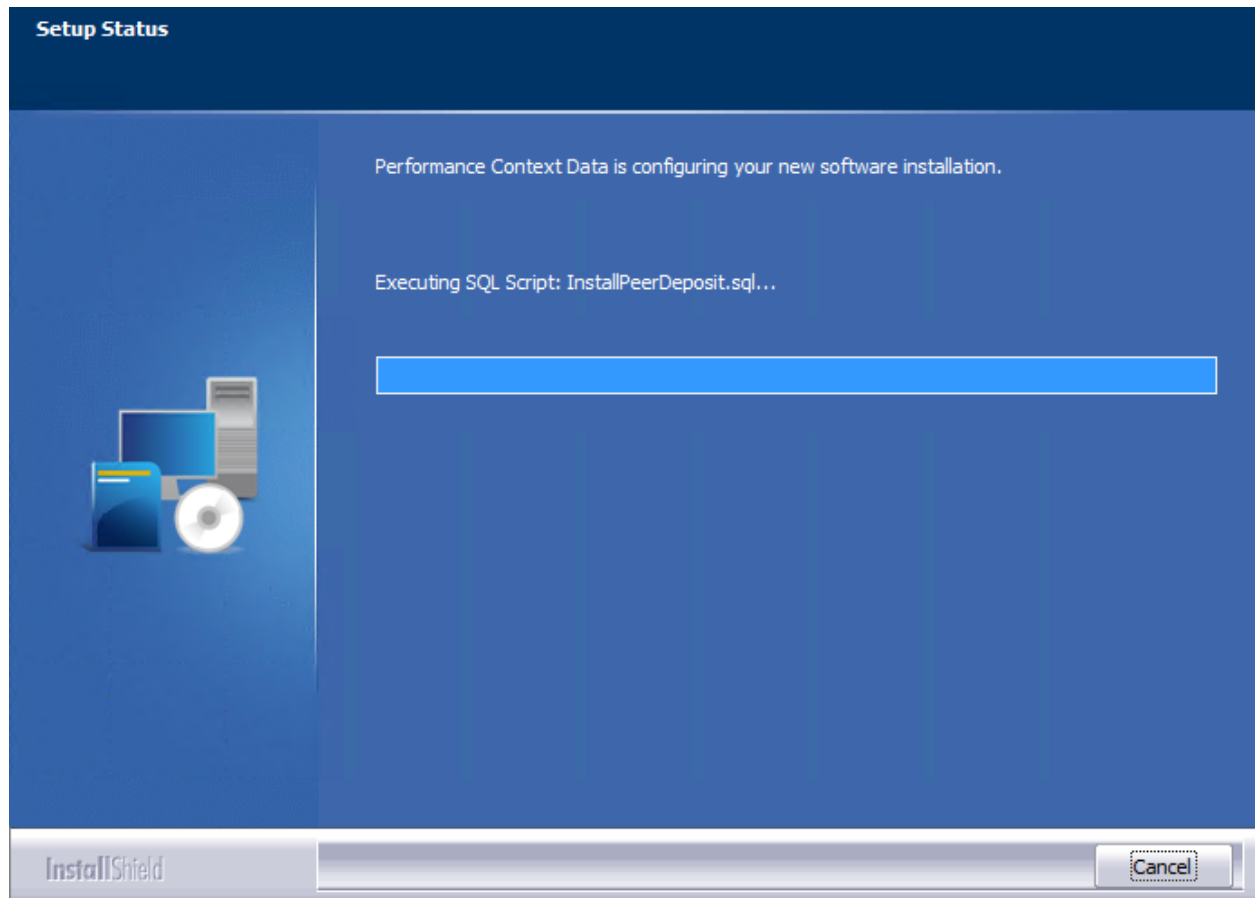 Setup Status
Performance Context Data is configuring your new software installation.
Executing SQL Script: InstallPeerDeposit.sql...
InstallShield
Cancel